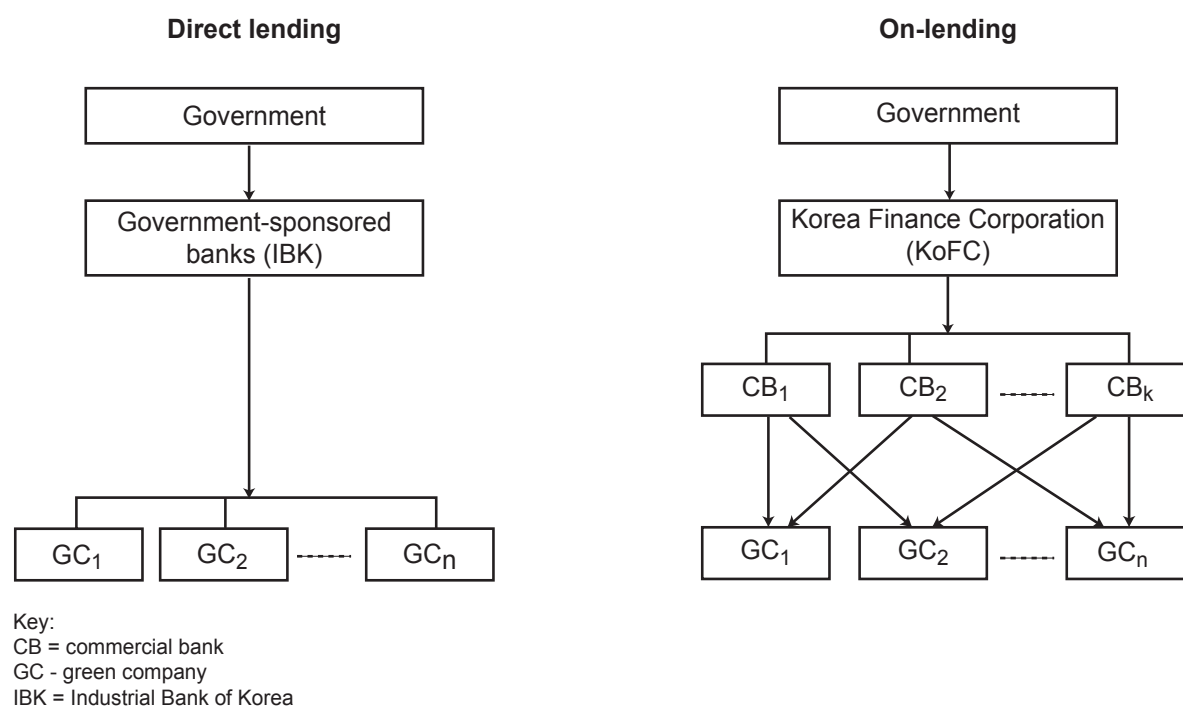 Direct lending
Government
Government-sponsored
banks (IBK)
GC1
GC2
GCn
Key:
CB = commercial bank
GC - green company
IBK = Industrial Bank of Korea
On-lending
Government
Korea Finance Corporation
(KoFC)
CB1
CB2
CBk
GC1
GC2
GCn